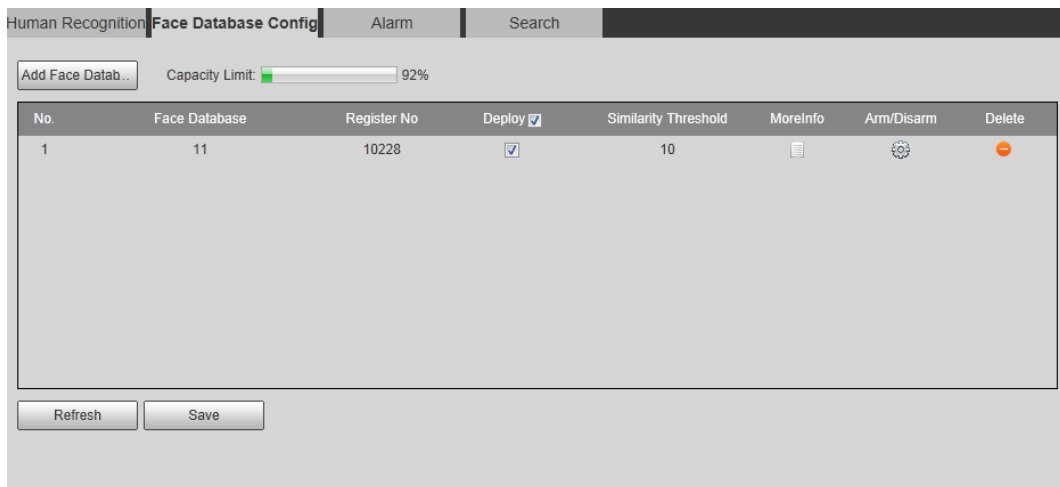 Human Recognition Face Database Config Alarm Search
Add Face Datab.. Capacity Limit: 92%
No. Face Database Register No Deploy Similarity Threshold MoreInfo Arm/Disarm Delete
1 11 10228 10
Refresh Save